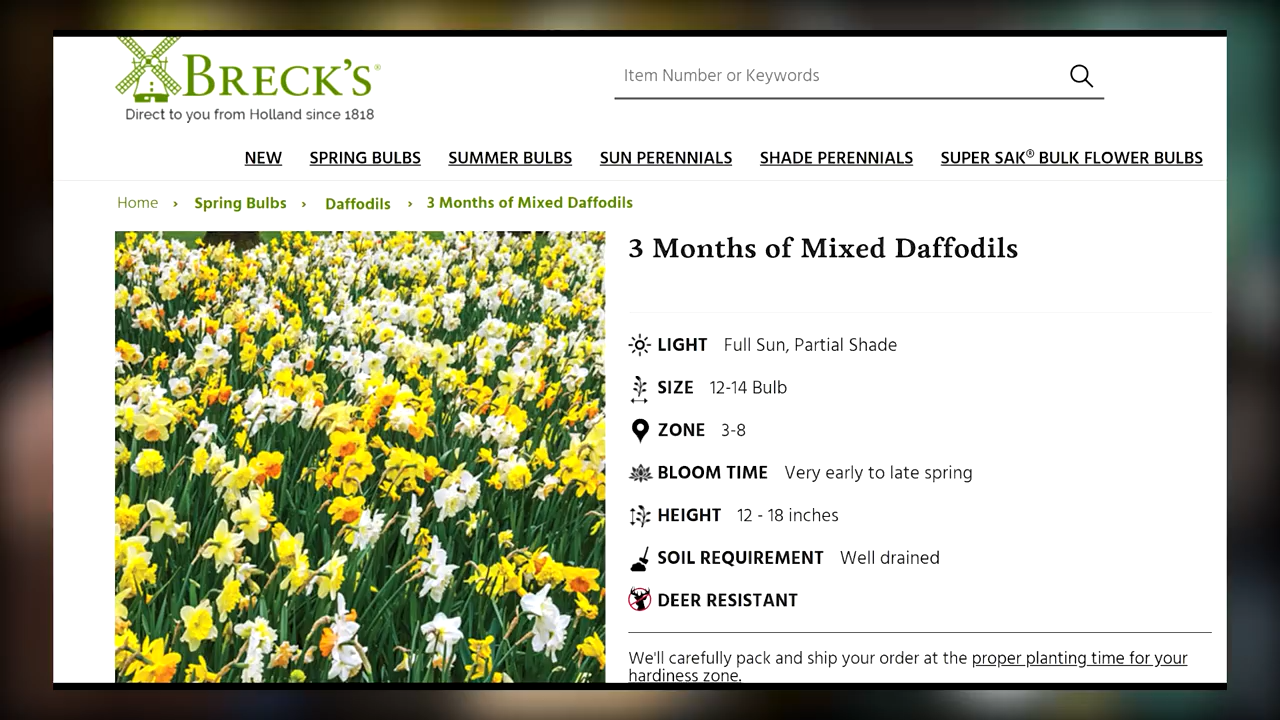 BRECK'S®
Direct to you from Holland since 1818
Item Number or Keywords
NEW SPRING BULBS SUMMER BULBS SUN PERENNIALS SHADE PERENNIALS SUPER SAK® BULK FLOWER BULBS
Home › Spring Bulbs › Daffodils › 3 Months of Mixed Daffodils
3 Months of Mixed Daffodils
LIGHT Full Sun, Partial Shade
SIZE 12-14 Bulb
ZONE 3-8
BLOOM TIME Very early to late spring
HEIGHT 12 - 18 inches
SOIL REQUIREMENT Well drained
DEER RESISTANT
We'll carefully pack and ship your order at the proper planting time for your
hardiness zone.